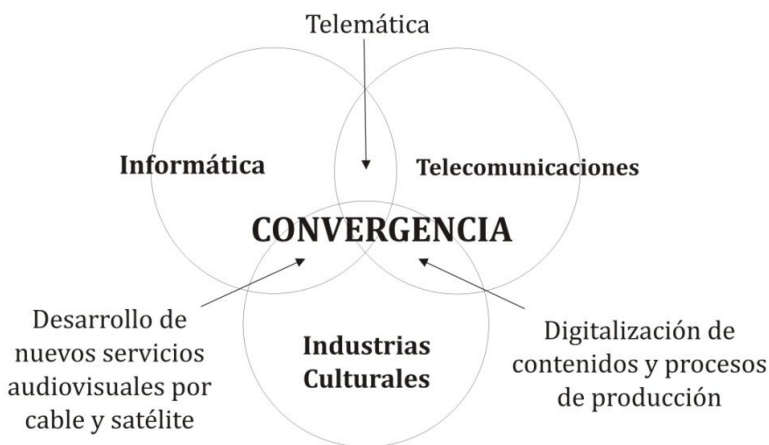 Telemática
Informática
Telecomunicaciones
CONVERGENCIA
Desarrollo de
nuevos servicios
audiovisuales por
cable y satélite
Industrias
Culturales
Digitalización de
contenidos y procesos
de producción